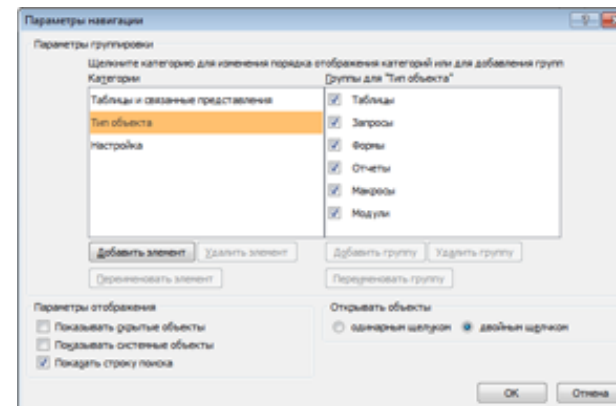 Параметры навигации
Параметры группировки
Щелкните категорию для изменения порядка отображения категорий или для добавления групп
Категории
Группы для "Тип объекта"
Таблицы и связанные представления
Тип объекта
Настройка
Таблицы
Запросы
Формы
Отчеты
Макросы
Модули
Добавить элемент
Удалить элемент
Добавить группу
Удалить группу
Переименовать элемент
Переименовать группу
Параметры отображения
Открывать объекты
Показывать скрытые объекты
одинарным щелчком
двойным щелчком
Показывать системные объекты
Показать строку поиска
OK
Отмена